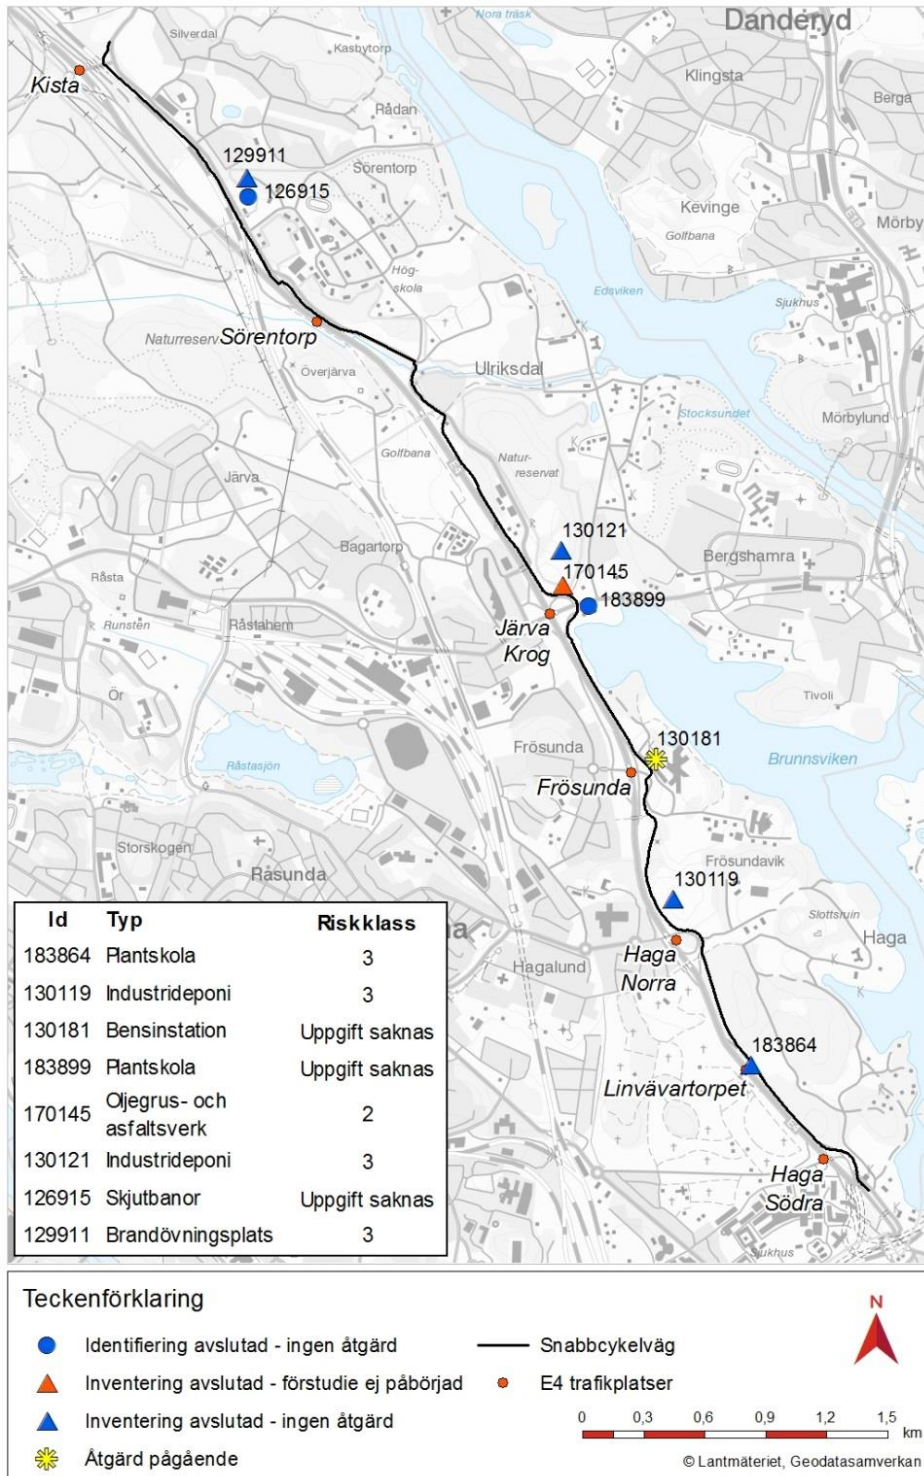 Danderyd
Nora träsk
Silverdal
Kasbytorp
Klingsta
Kista
Berga
Rådan
129911
126915
Sörentorp
Kevinge
Golfbana
Mörby
Hög-
skola
Edsviken
Sjukhus
Sörentorp
Naturreserv
Överjärva
Ulriksdal
Stocksundet
Mörbylund
Golfbana
Natur-
reservat
Järva
130121
Bagartorp
170145
Bergshamra
183899
Råsta
Runsten
Råstahem
Järva
Krog
Tivoli
Ör
130181
Frösunda
Brunnsviken
Råstasjön
Frösunda
Storskogen
Råsunda
Frösundavik
130119
Slottsruin
Haga
Haga
Norra
Hagalund
183864
Linvävartorpet
Haga
Södra
Sjukhus
Id Typ Riskklass
183864 Plantskola 3
130119 Industrideponi 3
130181 Bensinstation Uppgift saknas
183899 Plantskola Uppgift saknas
170145 Oljegrus- och
asfaltsverk 2
130121 Industrideponi 3
126915 Skjutbanor Uppgift saknas
129911 Brandövningsplats 3
Teckenförklaring
Identifiering avslutad - ingen åtgärd
Inventering avslutad - förstudie ej påbörjad
Inventering avslutad - ingen åtgärd
Åtgärd pågående
Snabbcykelväg
E4 trafikplatser
N
0 0,3 0,6 0,9 1,2 1,5
km
© Lantmäteriet, Geodatasamverkan